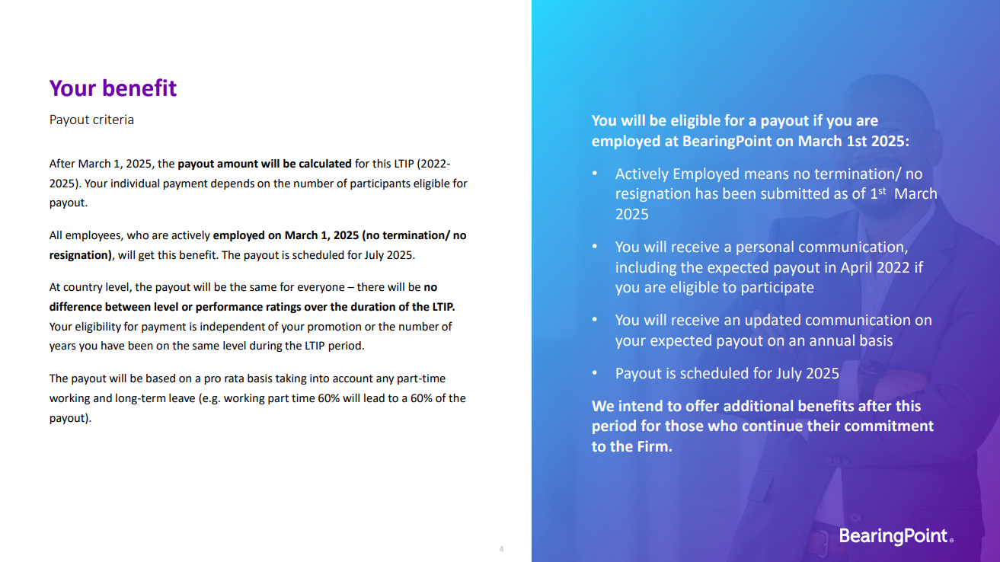 Your benefit
Payout criteria
After March 1, 2025, the payout amount will be calculated for this LTIP (2022-
2025). Your individual payment depends on the number of participants eligible for
payout.
All employees, who are actively employed on March 1, 2025 (no termination/ no
resignation), will get this benefit. The payout is scheduled for July 2025.
At country level, the payout will be the same for everyone – there will be no
difference between level or performance ratings over the duration of the LTIP.
Your eligibility for payment is independent of your promotion or the number of
years you have been on the same level during the LTIP period.
The payout will be based on a pro rata basis taking into account any part-time
working and long-term leave (e.g. working part time 60% will lead to a 60% of the
payout).
4
You will be eligible for a payout if you are
employed at BearingPoint on March 1st 2025:
• Actively Employed means no termination/ no
resignation has been submitted as of 1st March
2025
• You will receive a personal communication,
including the expected payout in April 2022 if
you are eligible to participate
• You will receive an updated communication on
your expected payout on an annual basis
• Payout is scheduled for July 2025
We intend to offer additional benefits after this
period for those who continue their commitment
to the Firm.
BearingPoint®